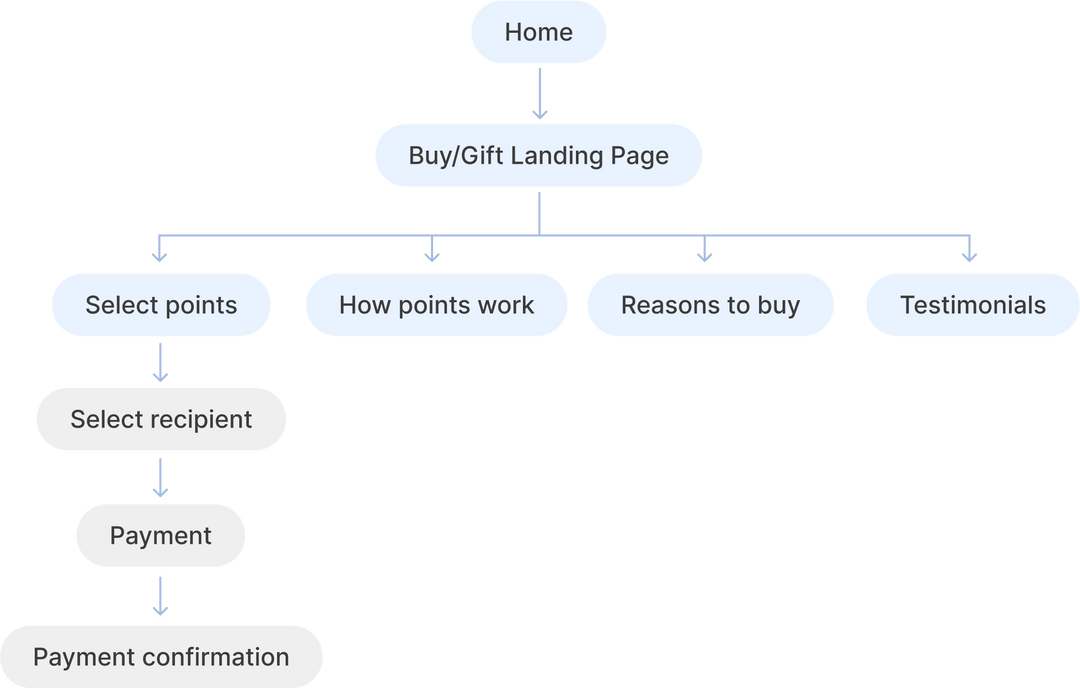 Home
Buy/Gift Landing Page
Select points
How points work
Reasons to buy
Testimonials
Select recipient
Payment
Payment confirmation